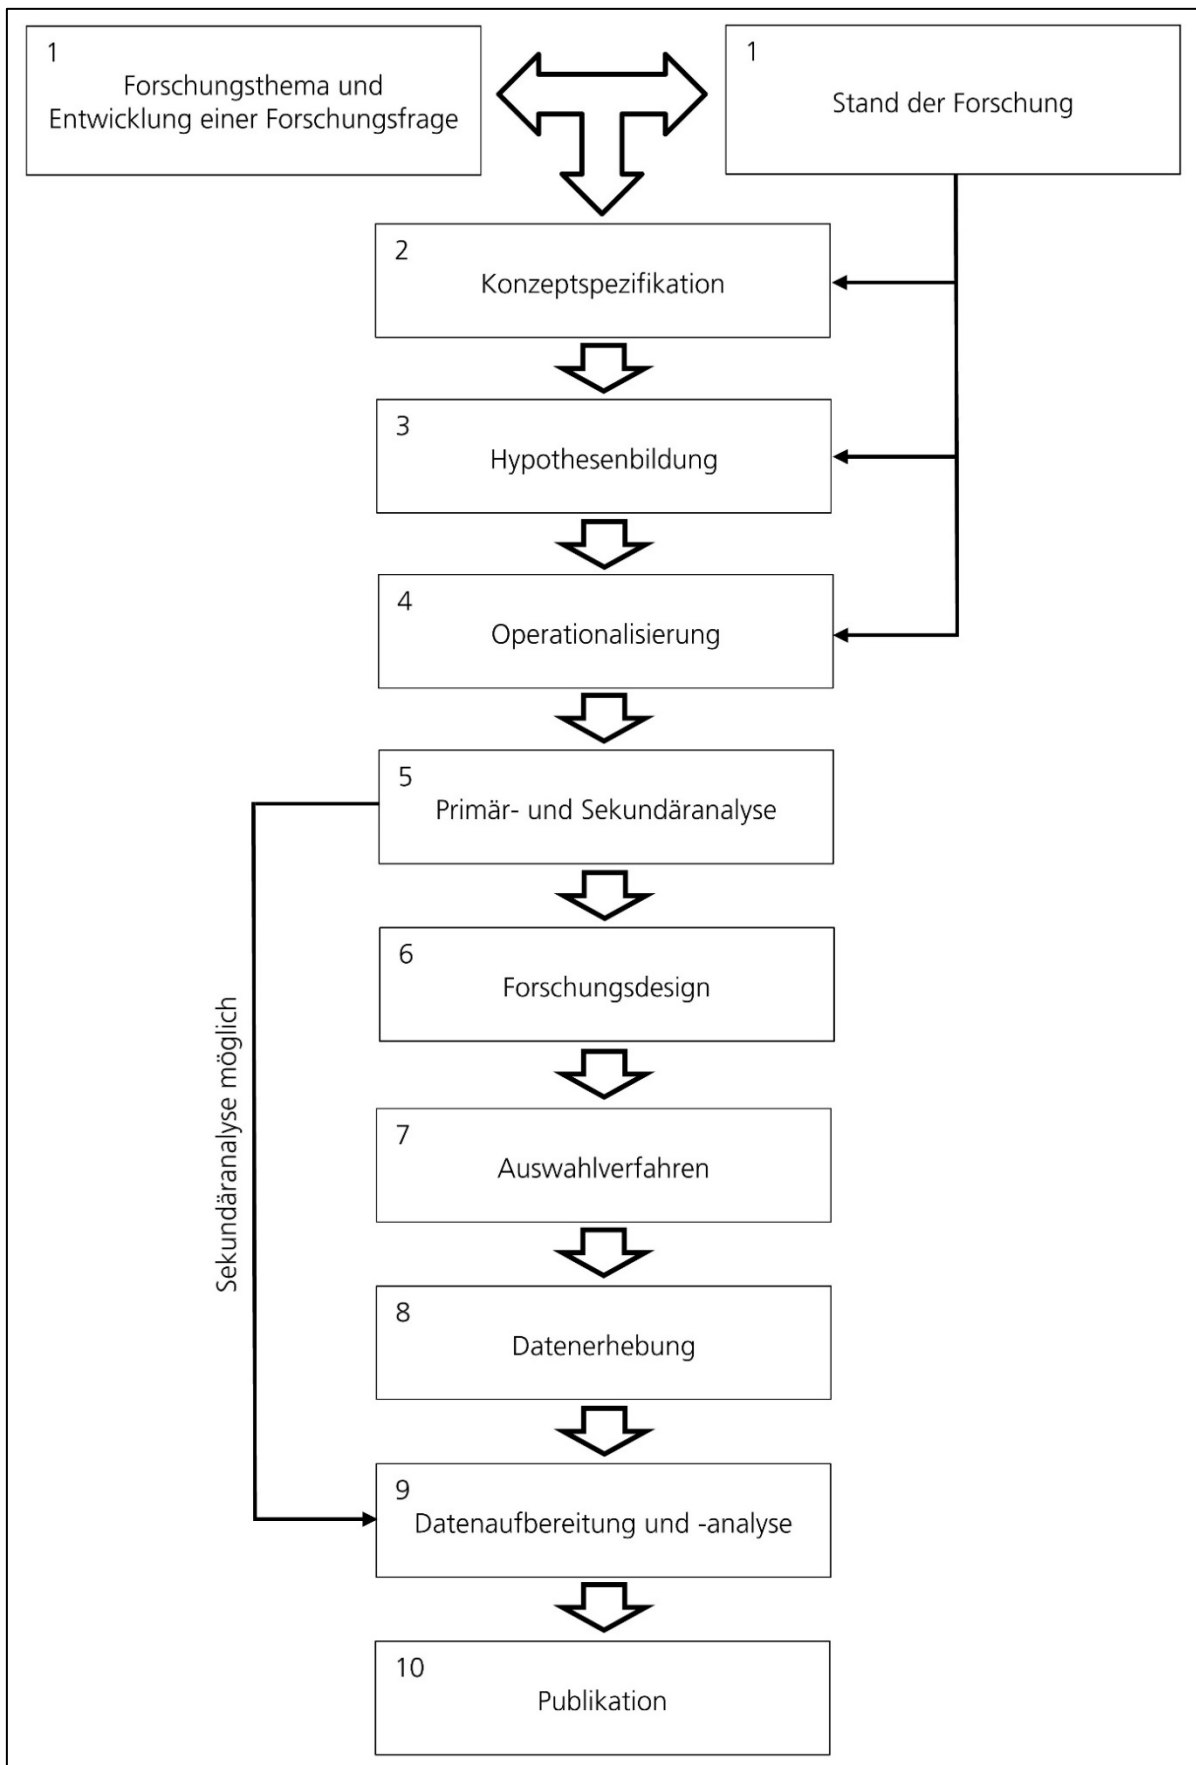 1
Forschungsthema und
Entwicklung einer Forschungsfrage
1
Stand der Forschung
2
Konzeptspezifikation
3
Hypothesenbildung
4
Operationalisierung
5
Primär- und Sekundäranalyse
6
Forschungsdesign
Sekundäranalyse möglich
7
Auswahlverfahren
8
Datenerhebung
9
Datenaufbereitung und -analyse
10
Publikation